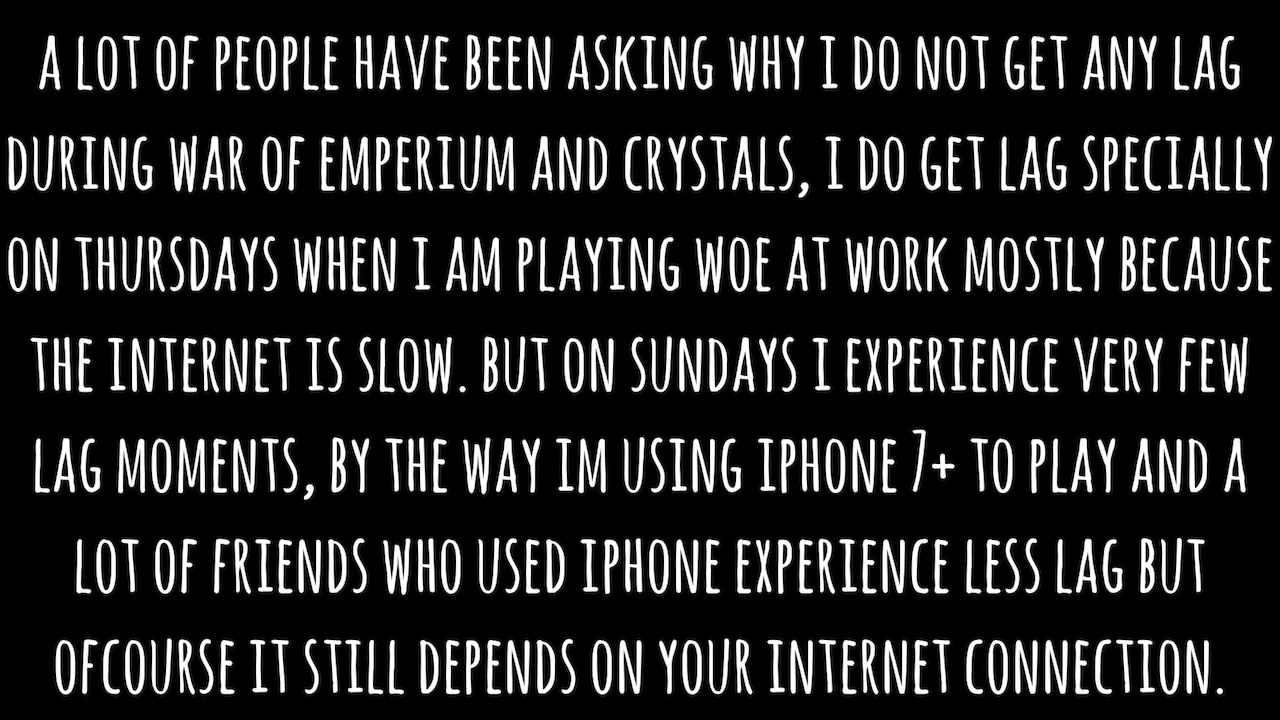 A LOT OF PEOPLE HAVE BEEN ASKING WHY I DO NOT GET ANY LAG
DURING WAR OF EMPERIUM AND CRYSTALS, I DO GET LAG SPECIALLY
ON THURSDAYS WHEN I AM PLAYING WOE AT WORK MOSTLY BECAUSE
THE INTERNET IS SLOW. BUT ON SUNDAYS I EXPERIENCE VERY FEW
LAG MOMENTS, BY THE WAY IM USING IPHONE 7+ TO PLAY AND A
LOT OF FRIENDS WHO USED IPHONE EXPERIENCE LESS LAG BUT
OFCOURSE IT STILL DEPENDS ON YOUR INTERNET CONNECTION.